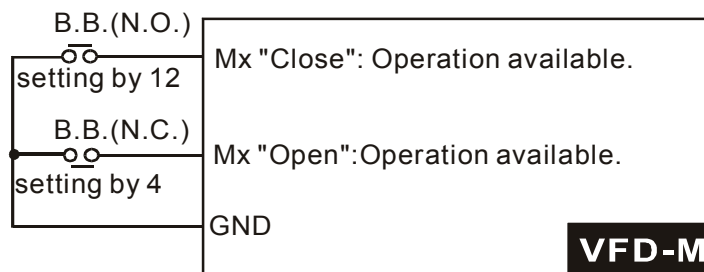 B.B.(N.O.)
setting by 12
Mx "Close": Operation available.
B.B.(N.C.)
setting by 4
Mx "Open":Operation available.
GND
VFD-M